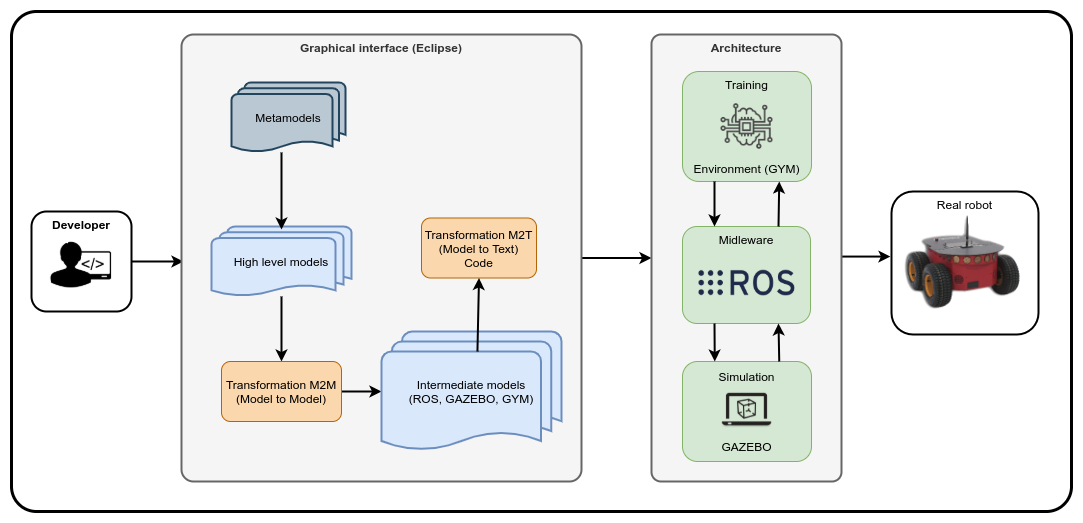 Graphical interface (Eclipse)
Architecture
Metamodels
Training
Environment (GYM)
Developer
</>
High level models
Transformation M2T
(Model to Text)
Code
Midleware
ROS
Real robot
Transformation M2M
(Model to Model)
Intermediate models
(ROS, GAZEBO, GYM)
Simulation
GAZEBO